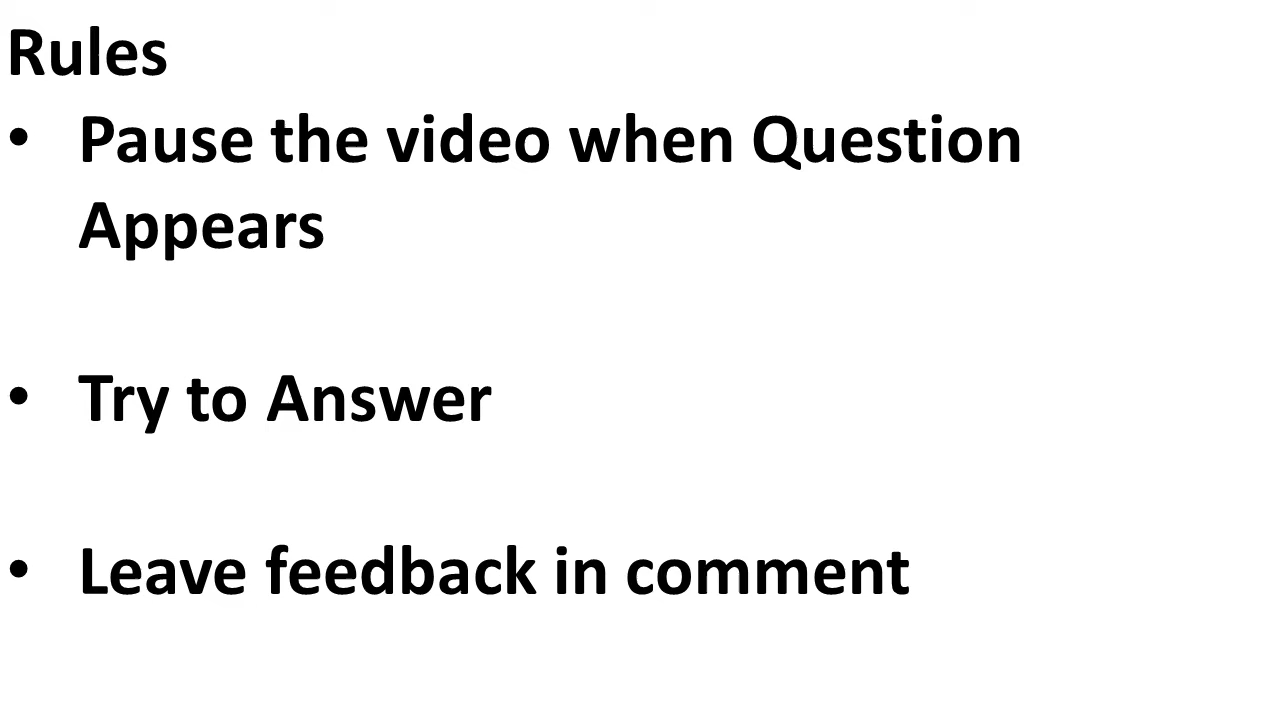 Rules
• Pause the video when Question
Appears
• Try to Answer
• Leave feedback in comment